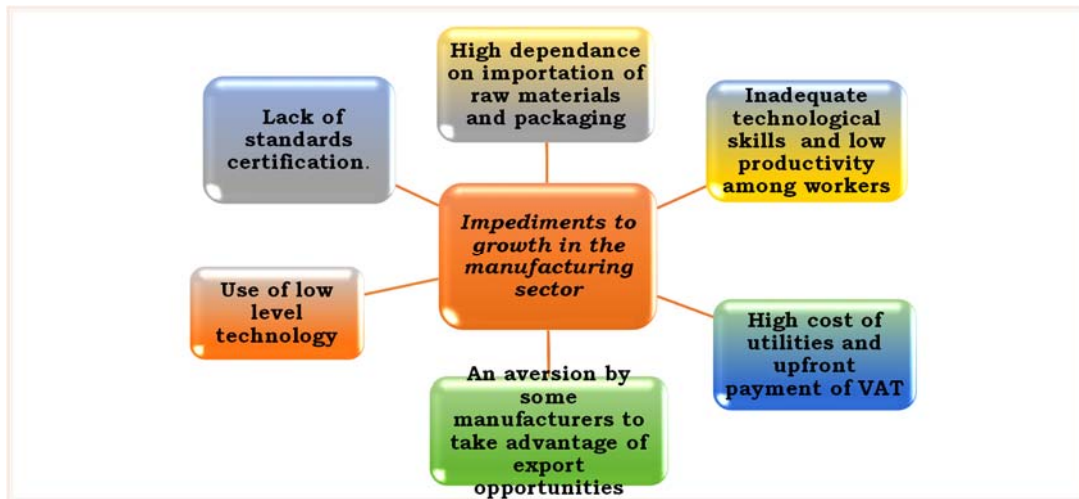 High dependance
on importation of
raw materials
and packaging
Lack of
standards
certification.
Inadequate
technological
skills and low
productivity
among workers
Impediments to
growth in the
manufacturing
sector
Use of low
level
technology
High cost of
utilities and
upfront
payment of VAT
An aversion by
some
manufacturers to
take advantage of
export
opportunities